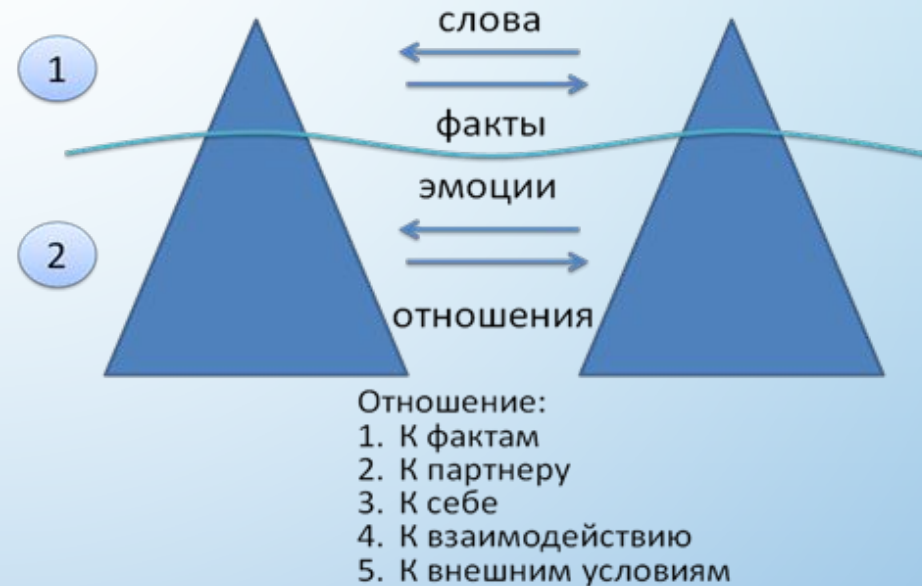 слова
1
факты
эмоции
2
отношения
Отношение:
1. К фактам
2. К партнеру
3. К себе
4. К взаимодействию
5. К внешним условиям